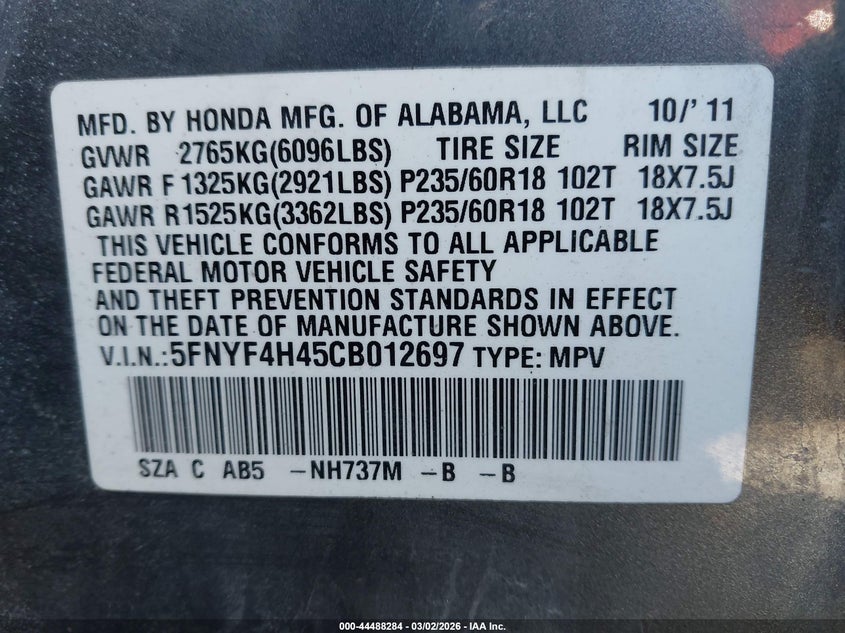 MFD. BY HONDA MFG. OF ALABAMA, LLC 10/'11
GVWR 2765KG(6096LBS) TIRE SIZE RIM SIZE
GAWR F1325KG(2921LBS) P235/60R18 102T 18X7.5J
GAWR R1525KG(3362LBS) P235/60R18 102T 18X7.5J
THIS VEHICLE CONFORMS TO ALL APPLICABLE
FEDERAL MOTOR VEHICLE SAFETY
AND THEFT PREVENTION STANDARDS IN EFFECT
ON THE DATE OF MANUFACTURE SHOWN ABOVE.
V.I.N.:5FNYF4H45CB012697 TYPE: MPV
SZA C AB5 –NH737M –B –B
000-44488284 — 03/02/2026 — IAA Inc.